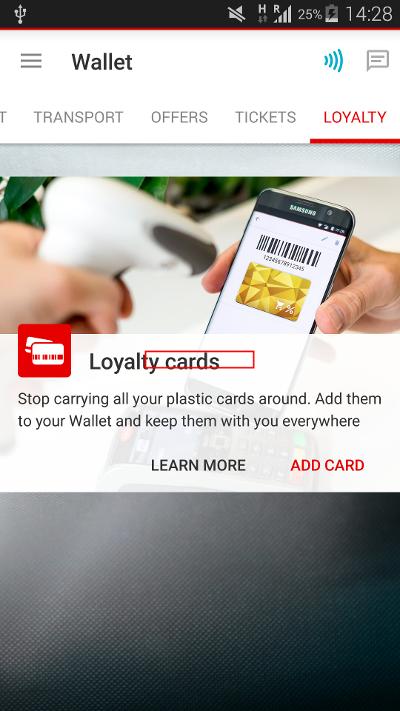 H R 25% 14:28
Wallet
T TRANSPORT OFFERS TICKETS LOYALTY
SAMSUNG
12345678912345
%
Loyalty cards
Stop carrying all your plastic cards around. Add them
to your Wallet and keep them with you everywhere
LEARN MORE ADD CARD